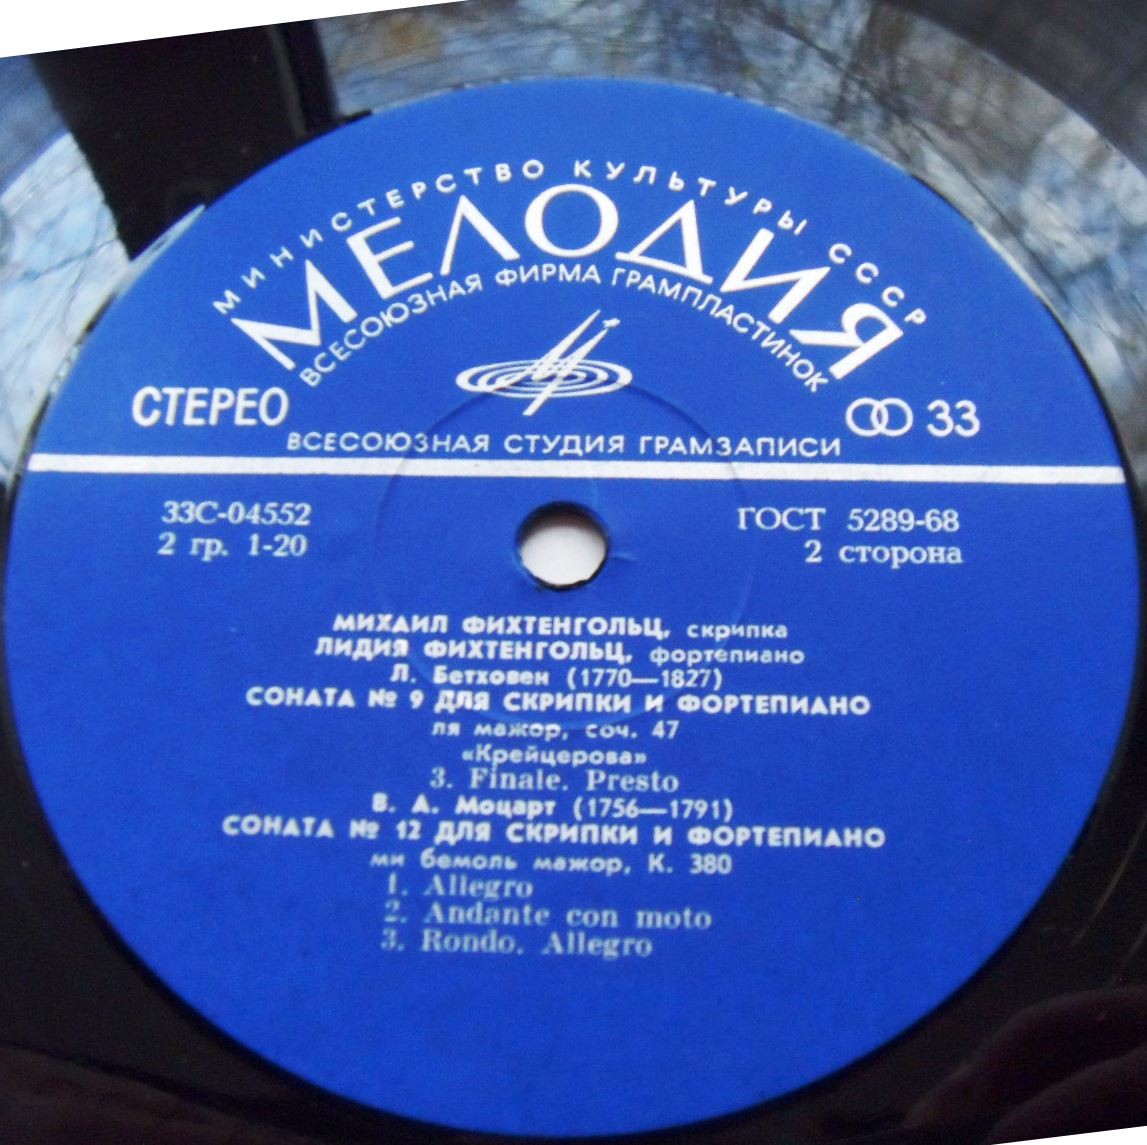 МИНИСТЕРСТВО КУЛЬТУРЫ СССР
МЕЛОДИЯ
ВСЕСОЮЗНАЯ ФИРМА ГРАМПЛАСТИНОК
СТЕРЕО
33
ВСЕСОЮЗНАЯ СТУДИЯ ГРАМЗАПИСИ
33С-04552
ГОСТ 5289-68
2 гр. 1-20
2 сторона
МИХАИЛ ФИХТЕНГОЛЬЦ, скрипка
ЛИДИЯ ФИХТЕНГОЛЬЦ, фортепиано
Л. Бетховен (1770—1827)
СОНАТА № 9 ДЛЯ СКРИПКИ И ФОРТЕПИАНО
ля мажор, соч. 47
«Крейцерова»
3. Finale. Presto
В. А. Моцарт (1756—1791)
СОНАТА № 12 ДЛЯ СКРИПКИ И ФОРТЕПИАНО
ми бемоль мажор, К. 380
1. Allegro
2. Andante con moto
3. Rondo. Allegro